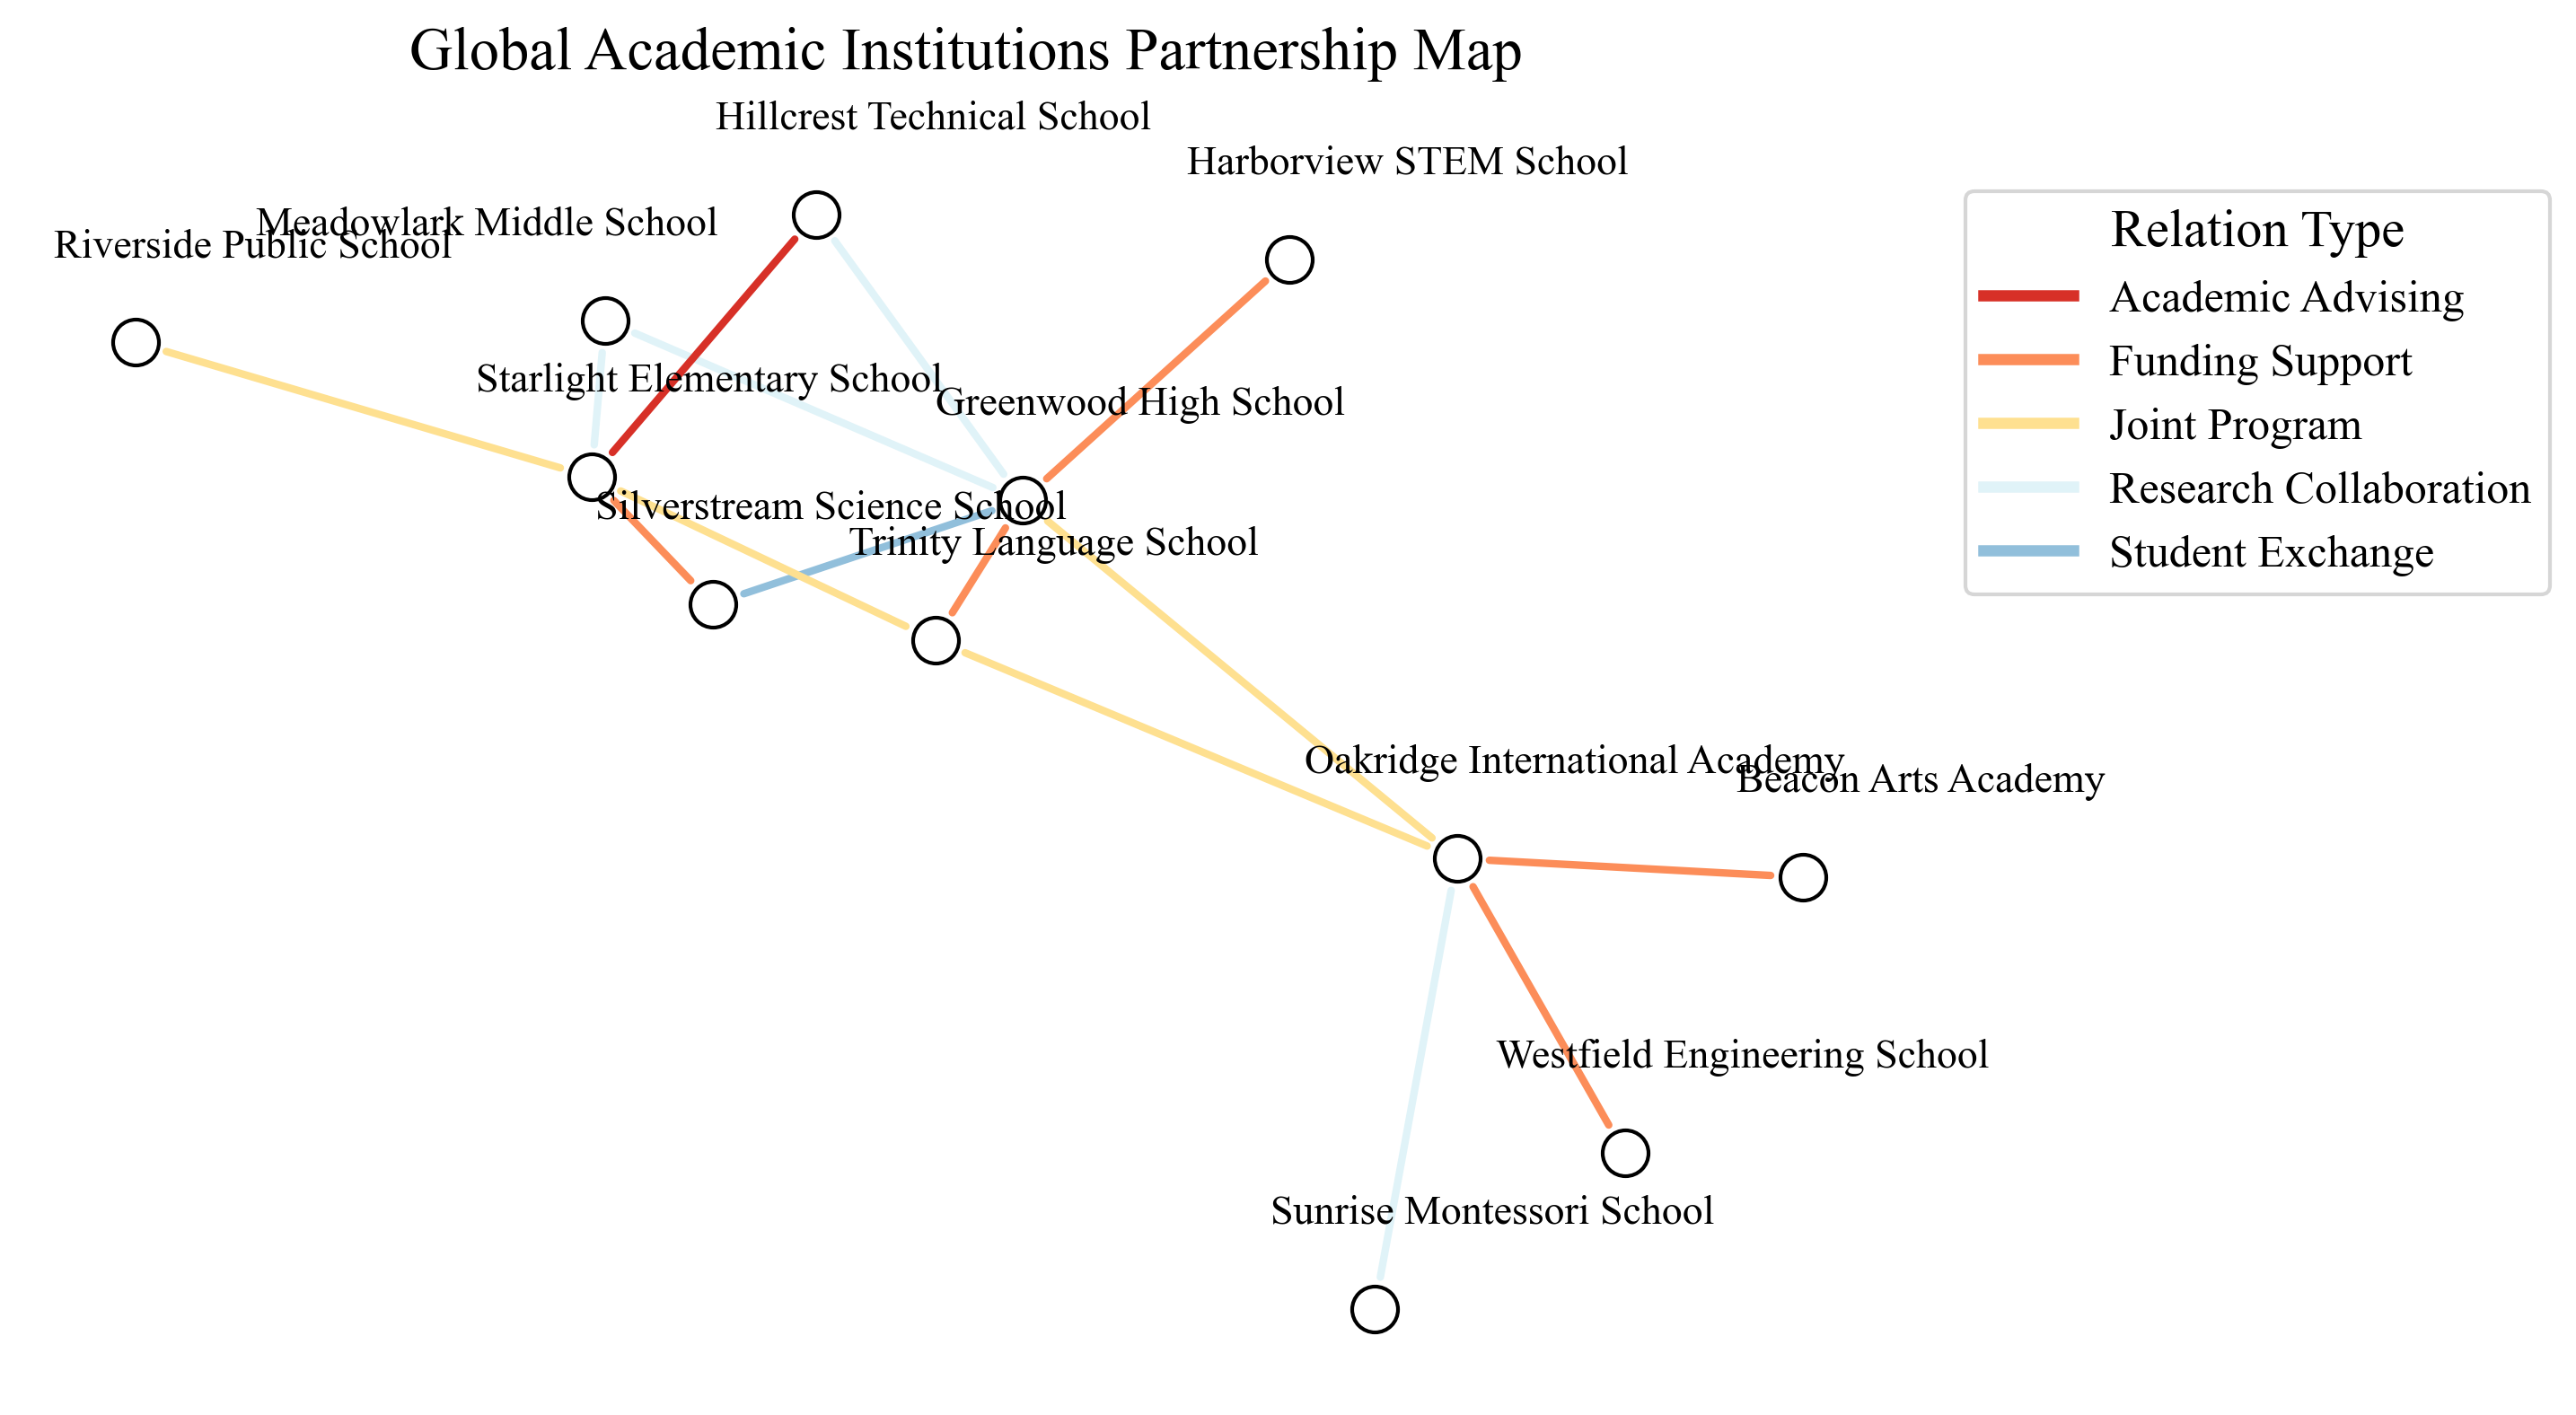 Global Academic Institutions Partnership Map
Hillcrest Technical School
Harborview STEM School
Meadowlark Middle School
Riverside Public School
Starlight Elementary School
Greenwood High School
Silverstream Science School
Trinity Language School
Oakridge International Academy
Beacon Arts Academy
Westfield Engineering School
Sunrise Montessori School
Relation Type
Academic Advising
Funding Support
Joint Program
Research Collaboration
Student Exchange